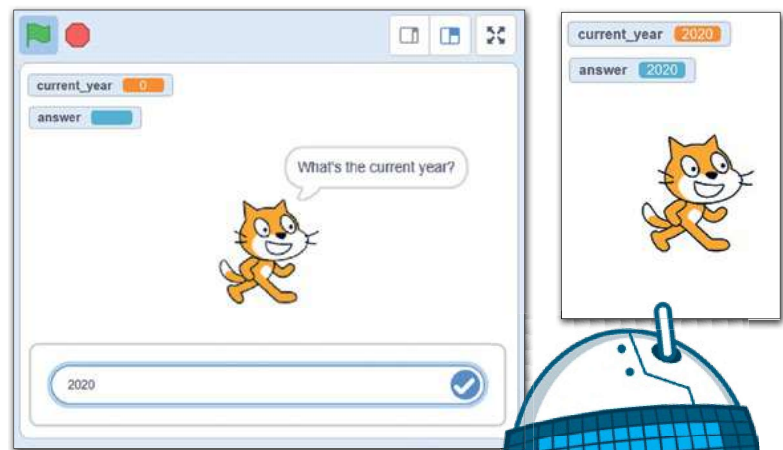 current_year 0
answer
What's the current year?
2020
current_year 2020
answer 2020